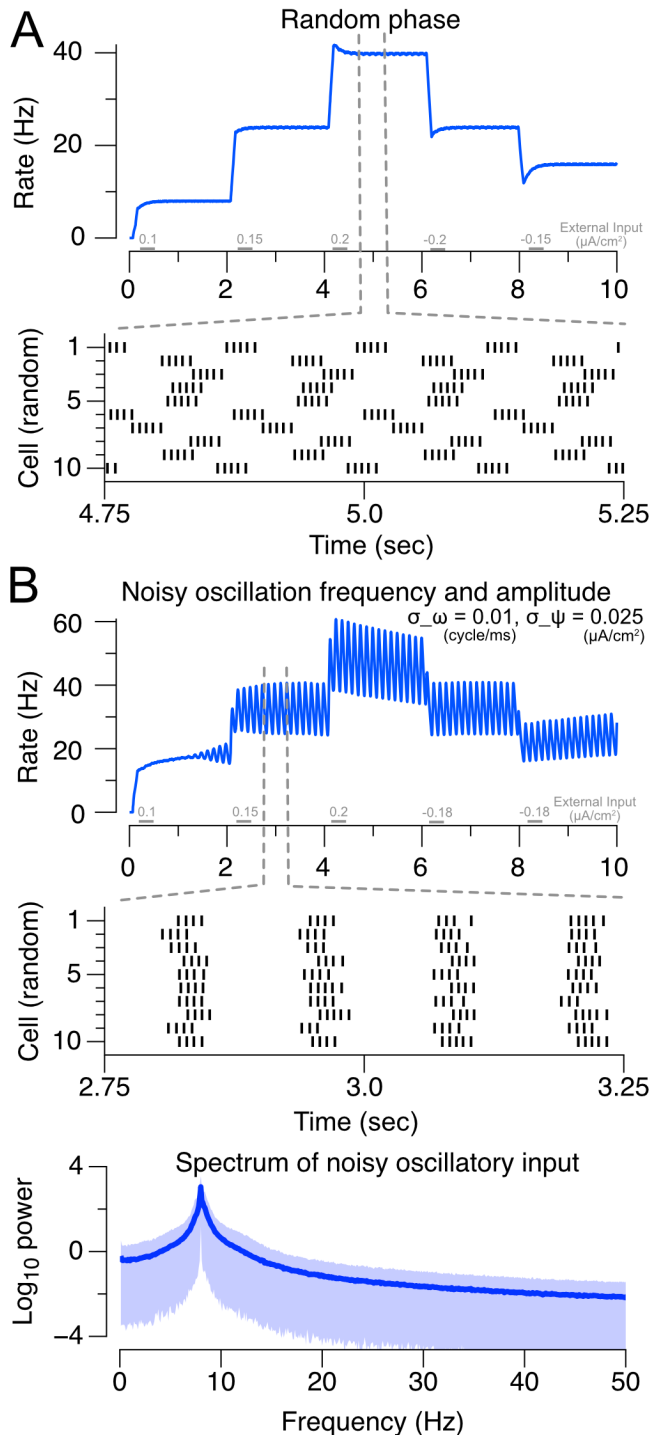 A
Random phase
40
20
0
Rate (Hz)
0.1 0.15 0.2 -0.2 -0.15 External Input
(µA/cm²)
0 2 4 6 8 10
1
5
10
Cell (random)
4.75 5.0 5.25
Time (sec)
B
Noisy oscillation frequency and amplitude
σ_ω = 0.01, σ_ψ = 0.025
(cycle/ms) (µA/cm²)
60
40
20
0
Rate (Hz)
0.1 0.15 0.2 -0.18 -0.18 External Input
(µA/cm²)
0 2 4 6 8 10
1
5
10
Cell (random)
2.75 3.0 3.25
Time (sec)
Spectrum of noisy oscillatory input
4
0
−4
Log10 power
0 10 20 30 40 50
Frequency (Hz)